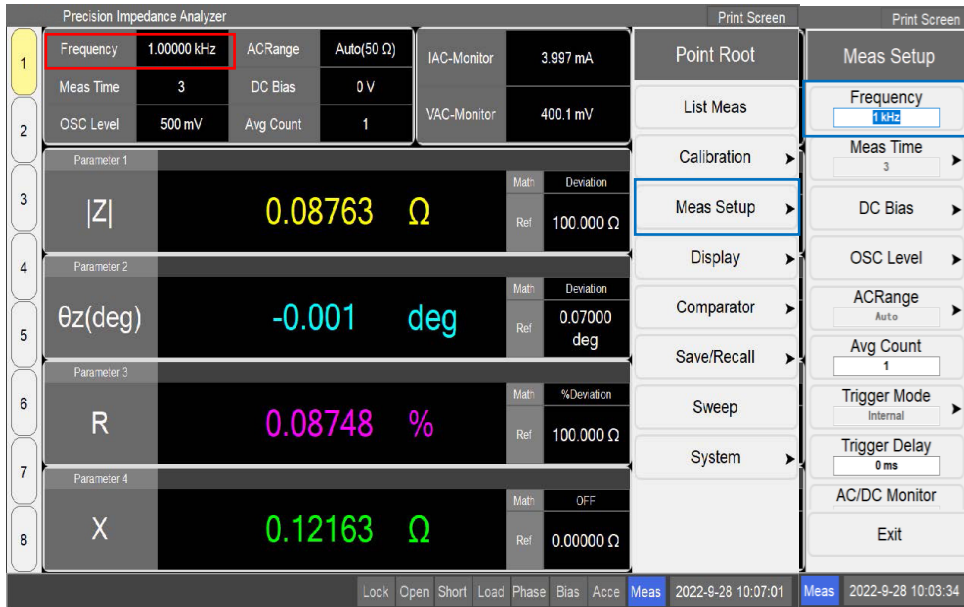 Precision Impedance Analyzer
Print Screen
Print Screen
1
2
3
4
5
6
7
8
Frequency 1.00000 kHz ACRange Auto(50 Ω)
Meas Time 3 DC Bias 0 V
OSC Level 500 mV Avg Count 1
IAC-Monitor 3.997 mA
VAC-Monitor 400.1 mV
Parameter 1
|Z| 0.08763 Ω
Math Deviation
Ref 100.000 Ω
Parameter 2
θz(deg) -0.001 deg
Math Deviation
Ref 0.07000
deg
Parameter 3
R 0.08748 %
Math %Deviation
Ref 100.000 Ω
Parameter 4
X 0.12163 Ω
Math OFF
Ref 0.00000 Ω
Point Root
List Meas
Calibration
Meas Setup
Display
Comparator
Save/Recall
Sweep
System
Meas Setup
Frequency
1 kHz
Meas Time
3
DC Bias
OSC Level
ACRange
Auto
Avg Count
1
Trigger Mode
Internal
Trigger Delay
0 ms
AC/DC Monitor
Exit
Lock Open Short Load Phase Bias Acce Meas 2022-9-28 10:07:01
Meas 2022-9-28 10:03:34